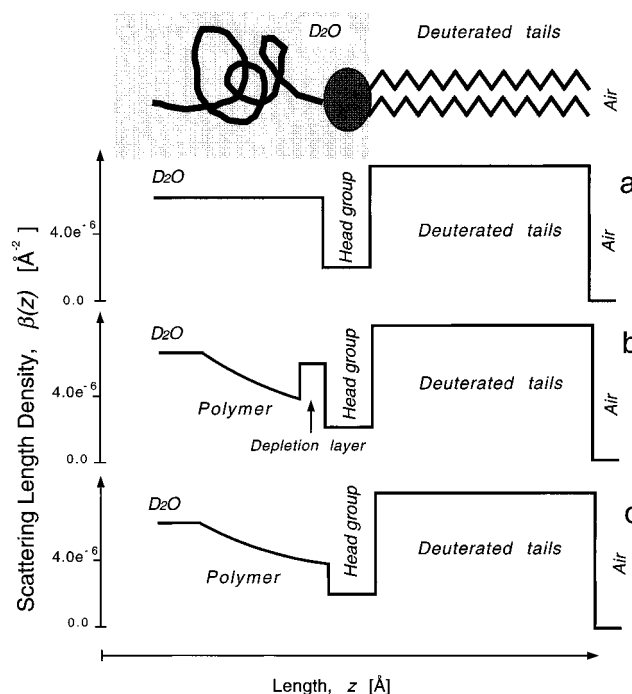 D2O Deuterated tails
Air
a
D2O
4.0e-6
Head group
Deuterated tails
Air
0.0
b
D2O
4.0e-6
Polymer
Head group
Deuterated tails
Air
Depletion layer
0.0
D2O
4.0e-6
Polymer
Head group
Deuterated tails
Air
0.0
Scattering Length Density, β(z) [Å-2]
Length, z [Å]